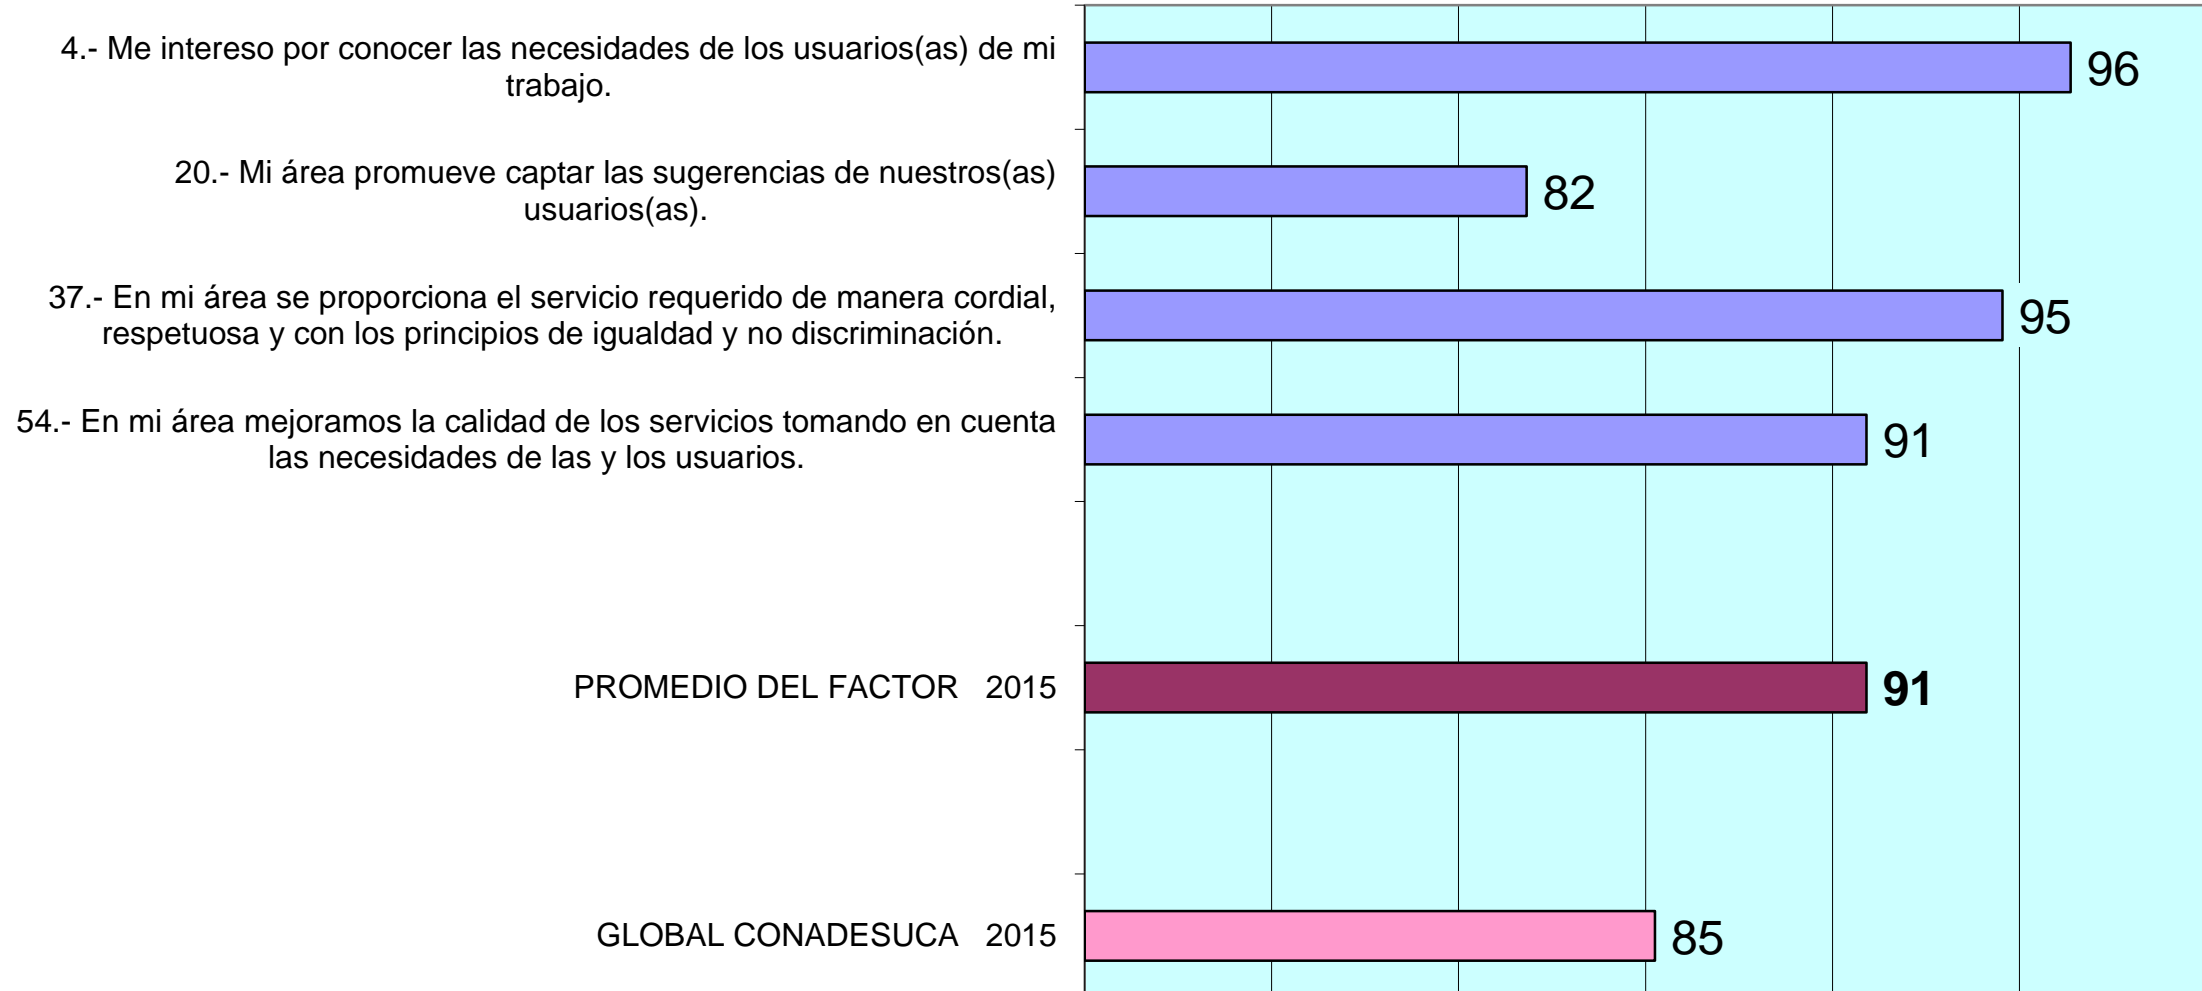 4.- Me intereso por conocer las necesidades de los usuarios(as) de mi
trabajo.
96
20.- Mi área promueve captar las sugerencias de nuestros(as)
usuarios(as).
82
37.- En mi área se proporciona el servicio requerido de manera cordial,
respetuosa y con los principios de igualdad y no discriminación.
95
54.- En mi área mejoramos la calidad de los servicios tomando en cuenta
las necesidades de las y los usuarios.
91
PROMEDIO DEL FACTOR 2015
91
GLOBAL CONADESUCA 2015
85